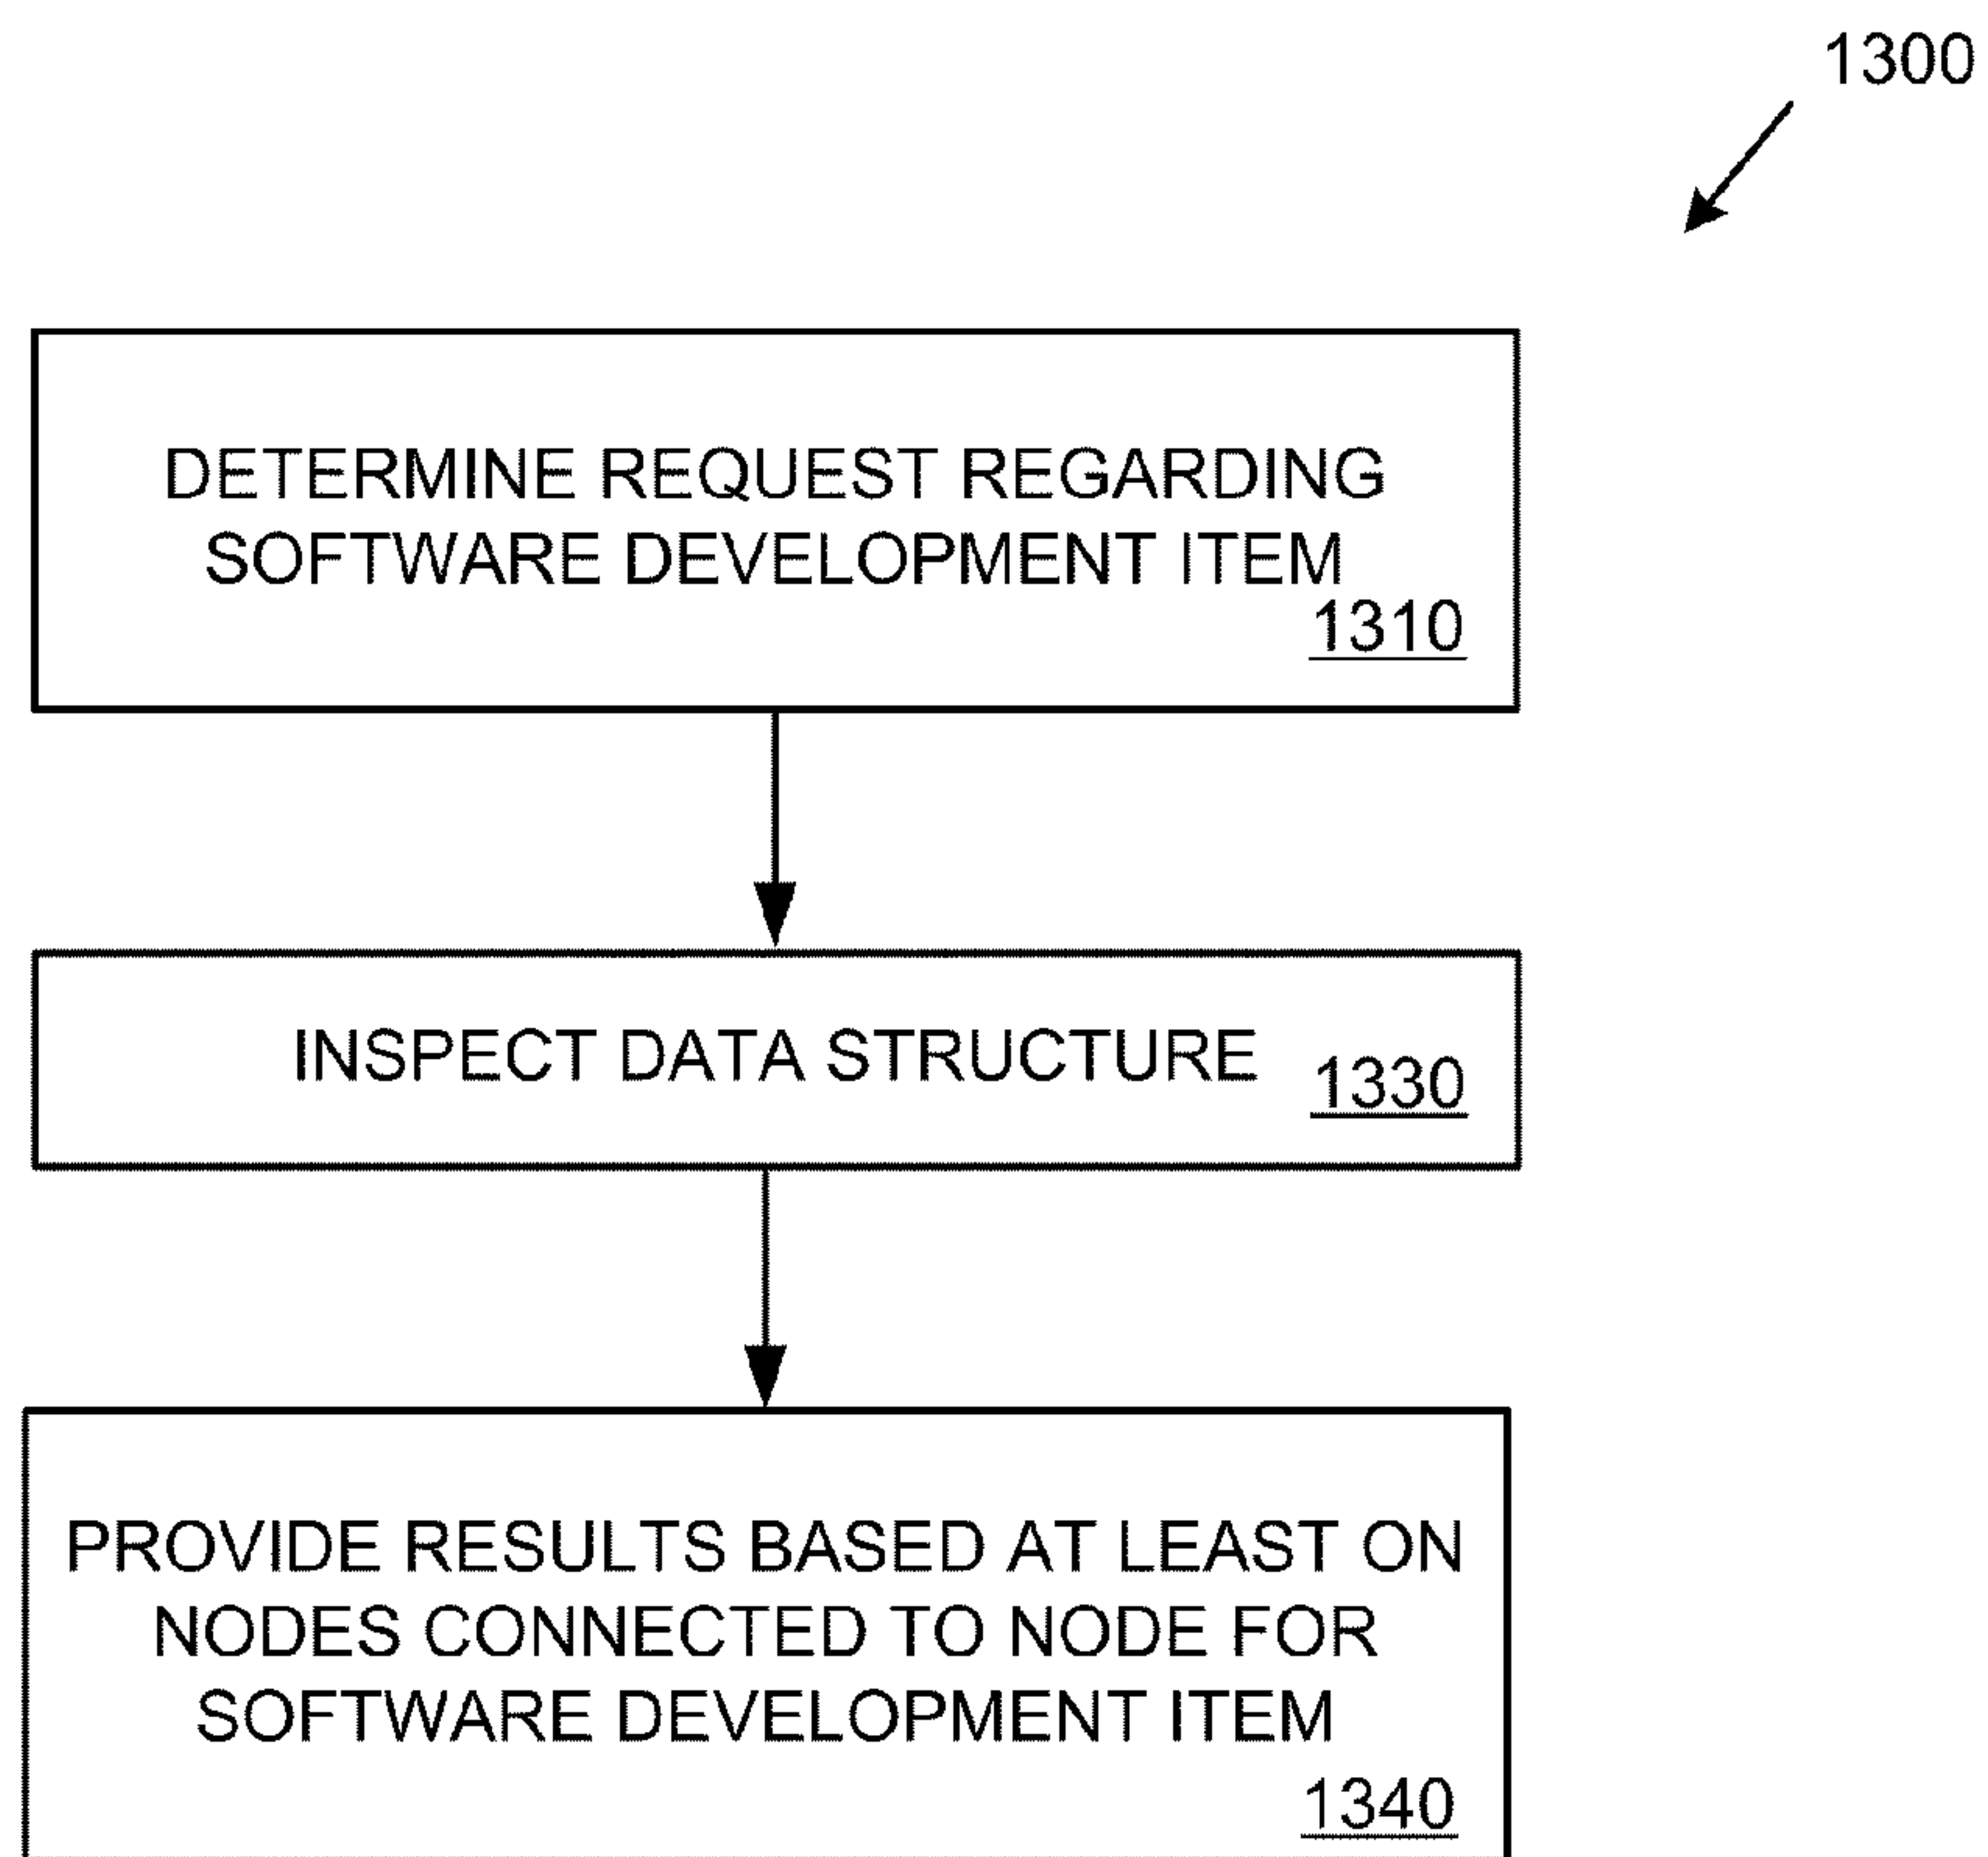 1300
DETERMINE REQUEST REGARDING
SOFTWARE DEVELOPMENT ITEM
1310
INSPECT DATA STRUCTURE 1330
PROVIDE RESULTS BASED AT LEAST ON
NODES CONNECTED TO NODE FOR
SOFTWARE DEVELOPMENT ITEM
1340